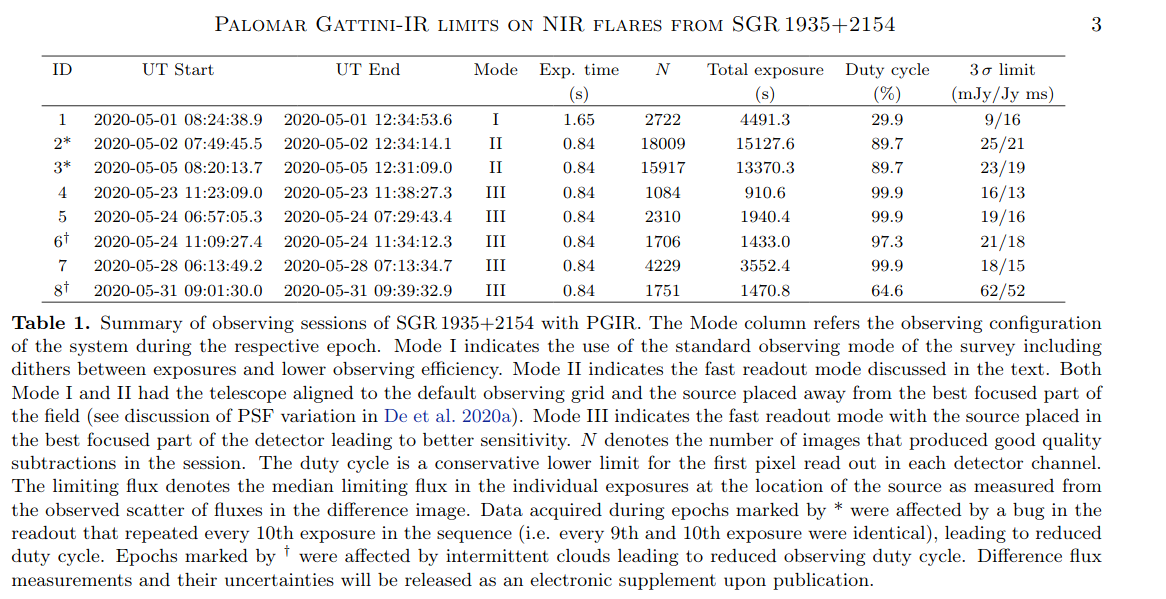 PALOMAR GATTINI-IR LIMITS ON NIR FLARES FROM SGR 1935+2154 3
ID UT Start UT End Mode Exp. time N Total exposure Duty cycle 3 σ limit
(s) (s) (%) (mJy/Jy ms)
1 2020-05-01 08:24:38.9 2020-05-01 12:34:53.6 I 1.65 2722 4491.3 29.9 9/16
2* 2020-05-02 07:49:45.5 2020-05-02 12:34:14.1 II 0.84 18009 15127.6 89.7 25/21
3* 2020-05-05 08:20:13.7 2020-05-05 12:31:09.0 II 0.84 15917 13370.3 89.7 23/19
4 2020-05-23 11:23:09.0 2020-05-23 11:38:27.3 III 0.84 1084 910.6 99.9 16/13
5 2020-05-24 06:57:05.3 2020-05-24 07:29:43.4 III 0.84 2310 1940.4 99.9 19/16
6† 2020-05-24 11:09:27.4 2020-05-24 11:34:12.3 III 0.84 1706 1433.0 97.3 21/18
7 2020-05-28 06:13:49.2 2020-05-28 07:13:34.7 III 0.84 4229 3552.4 99.9 18/15
8† 2020-05-31 09:01:30.0 2020-05-31 09:39:32.9 III 0.84 1751 1470.8 64.6 62/52
Table 1. Summary of observing sessions of SGR 1935+2154 with PGIR. The Mode column refers the observing configuration
of the system during the respective epoch. Mode I indicates the use of the standard observing mode of the survey including
dithers between exposures and lower observing efficiency. Mode II indicates the fast readout mode discussed in the text. Both
Mode I and II had the telescope aligned to the default observing grid and the source placed away from the best focused part of
the field (see discussion of PSF variation in De et al. 2020a). Mode III indicates the fast readout mode with the source placed in
the best focused part of the detector leading to better sensitivity. N denotes the number of images that produced good quality
subtractions in the session. The duty cycle is a conservative lower limit for the first pixel read out in each detector channel.
The limiting flux denotes the median limiting flux in the individual exposures at the location of the source as measured from
the observed scatter of fluxes in the difference image. Data acquired during epochs marked by * were affected by a bug in the
readout that repeated every 10th exposure in the sequence (i.e. every 9th and 10th exposure were identical), leading to reduced
duty cycle. Epochs marked by † were affected by intermittent clouds leading to reduced observing duty cycle. Difference flux
measurements and their uncertainties will be released as an electronic supplement upon publication.